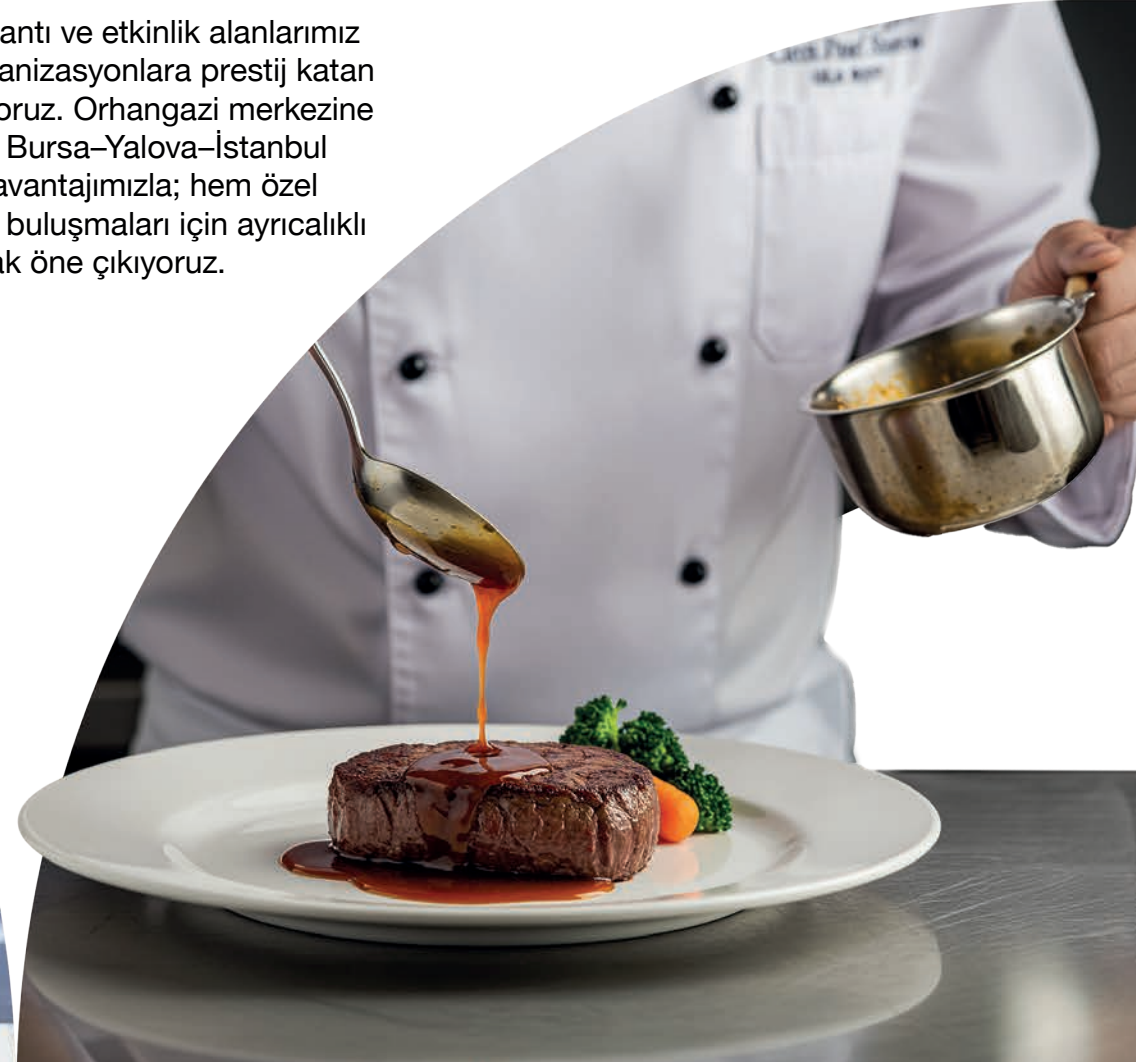 antı ve etkinlik alanlarımız
anizasyonlara prestij katan
oruz. Orhangazi merkezine
Bursa–Yalova–İstanbul
avantajımızla; hem özel
buluşmaları için ayrıcalıklı
ak öne çıkıyoruz.